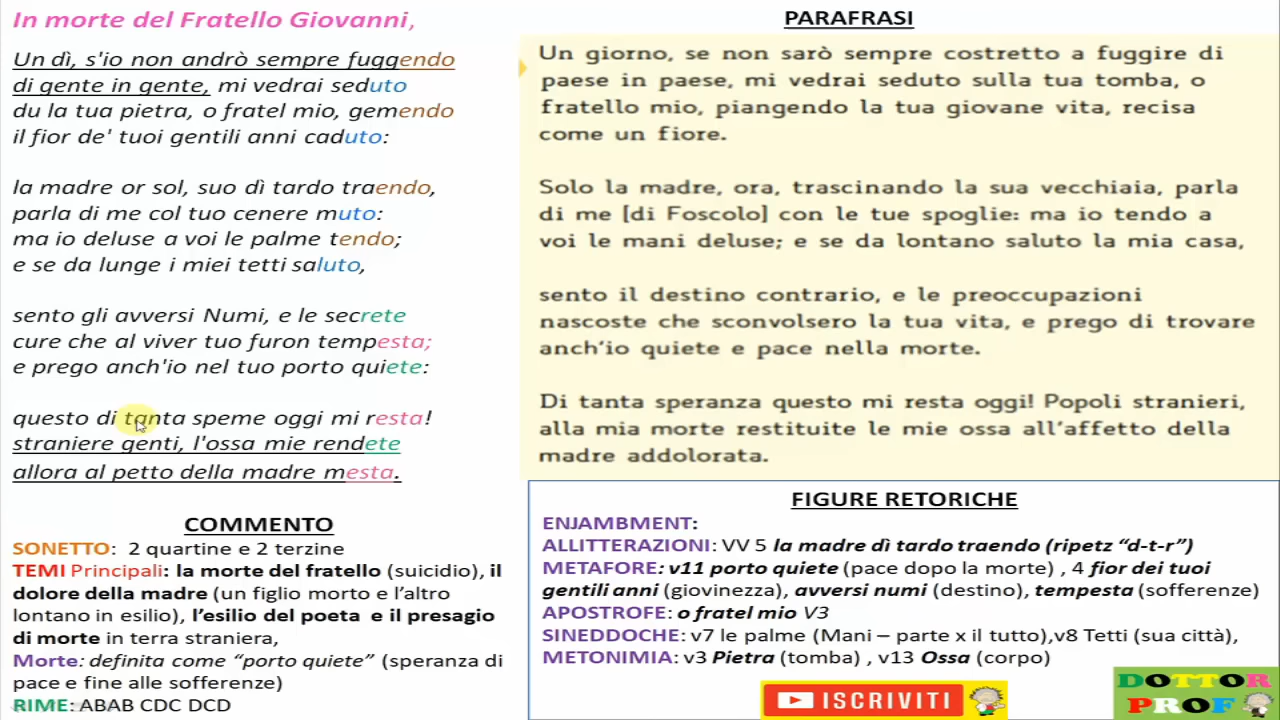 In morte del Fratello Giovanni,
Un dì, s'io non andrò sempre fuggendo
di gente in gente, mi vedrai seduto
du la tua pietra, o fratel mio, gemendo
il fior de' tuoi gentili anni caduto:
la madre or sol, suo dì tardo traendo,
parla di me col tuo cenere muto:
ma io deluse a voi le palme tendo;
e se da lunge i miei tetti saluto,
sento gli avversi Numi, e le secrete
cure che al viver tuo furon tempesta;
e prego anch'io nel tuo porto quiete:
questo di tanta speme oggi mi resta!
straniere genti, l'ossa mie rendete
allora al petto della madre mesta.
COMMENTO
SONETTO: 2 quartine e 2 terzine
TEMI Principali: la morte del fratello (suicidio), il
dolore della madre (un figlio morto e l'altro
lontano in esilio), l'esilio del poeta e il presagio
di morte in terra straniera,
Morte: definita come "porto quiete" (speranza di
pace e fine alle sofferenze)
RIME: ABAB CDC DCD
PARAFRASI
Un giorno, se non sarò sempre costretto a fuggire di
paese in paese, mi vedrai seduto sulla tua tomba, o
fratello mio, piangendo la tua giovane vita, recisa
come un fiore.
Solo la madre, ora, trascinando la sua vecchiaia, parla
di me [di Foscolo] con le tue spoglie: ma io tendo a
voi le mani deluse; e se da lontano saluto la mia casa,
sento il destino contrario, e le preoccupazioni
nascoste che sconvolsero la tua vita, e prego di trovare
anch'io quiete e pace nella morte.
Di tanta speranza questo mi resta oggi! Popoli stranieri,
alla mia morte restituite le mie ossa all'affetto della
madre addolorata.
FIGURE RETORICHE
ENJAMBMENT:
ALLITTERAZIONI: VV 5 la madre dì tardo traendo (ripetz "d-t-r")
METAFORE: v11 porto quiete (pace dopo la morte) , 4 fior dei tuoi
gentili anni (giovinezza), avversi numi (destino), tempesta (sofferenze)
APOSTROFE: o fratel mio V3
SINEDDOCHE: v7 le palme (Mani – parte x il tutto),v8 Tetti (sua città),
METONIMIA: v3 Pietra (tomba) , v13 Ossa (corpo)
ISCRIVITI
DOTTOR
PROF